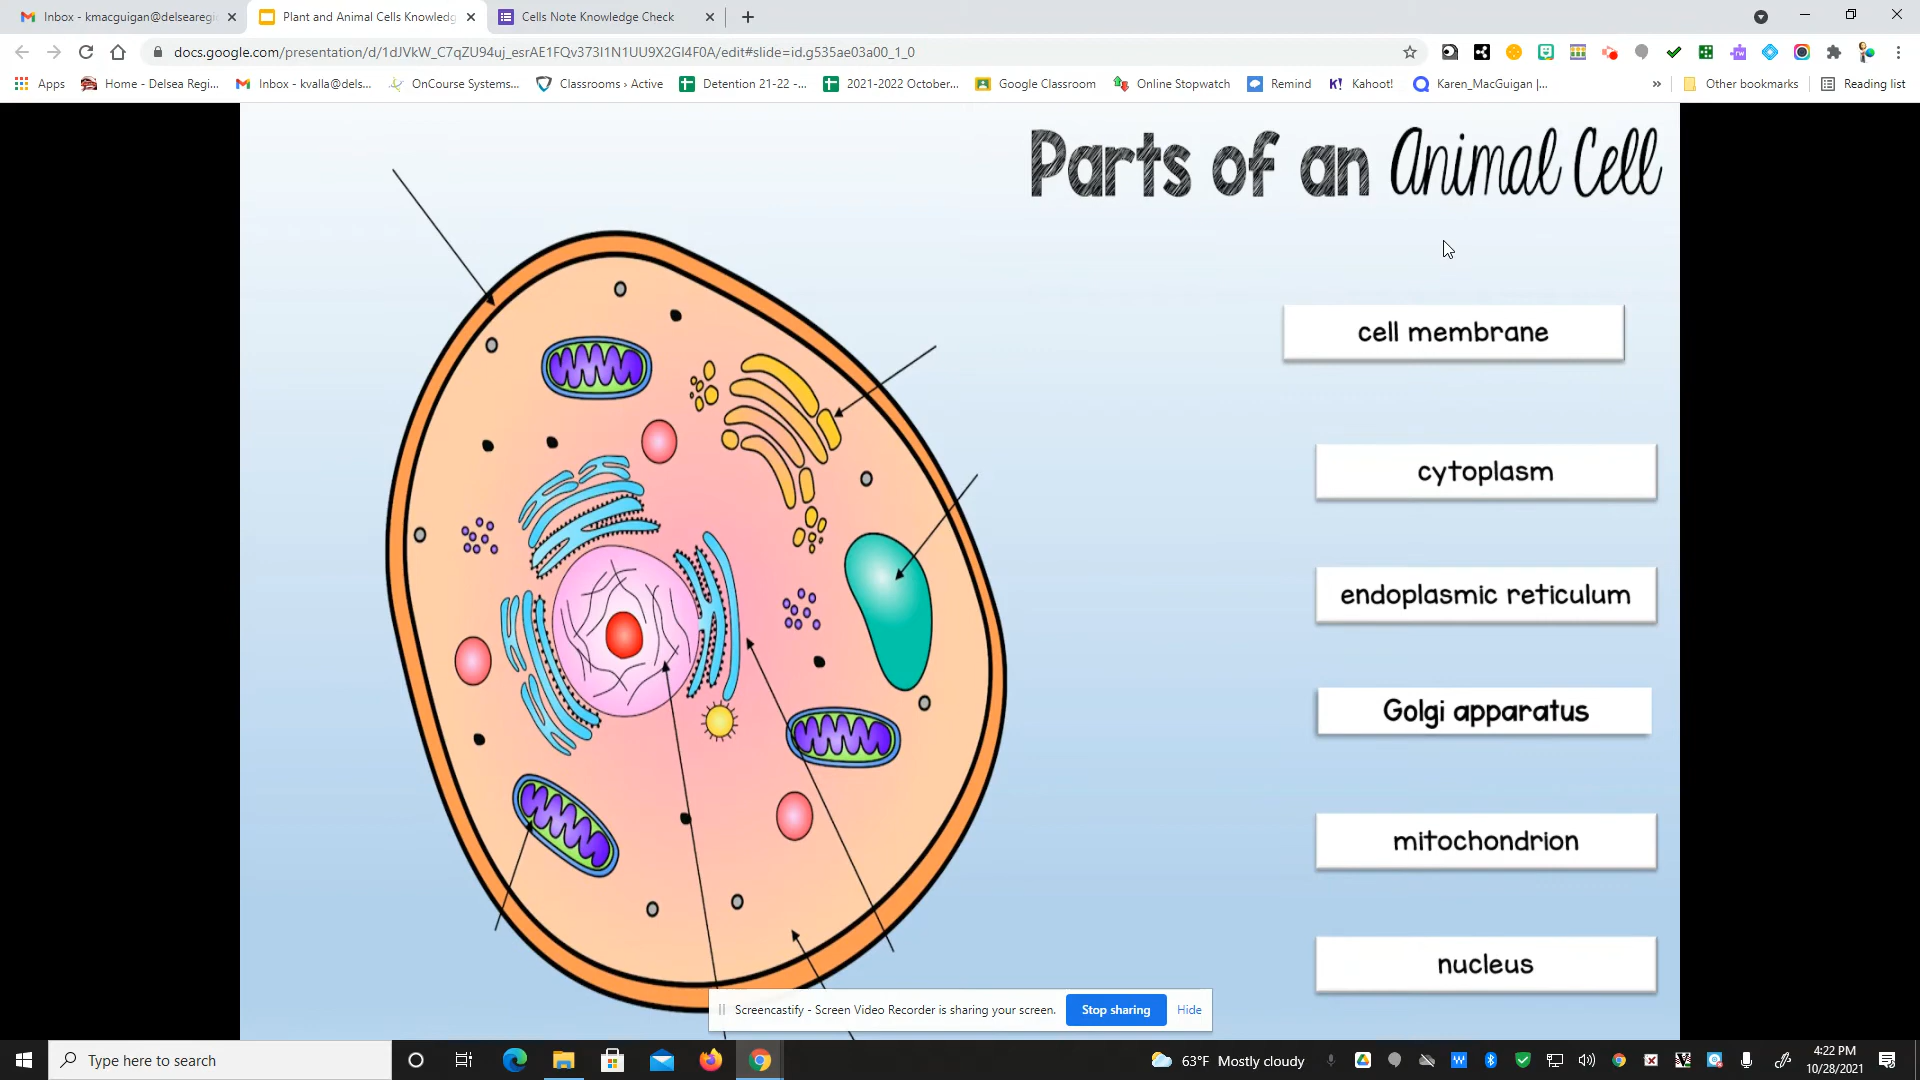 Inbox - kmacguigan@delsearegi
Plant and Animal Cells Knowledg
Cells Note Knowledge Check
docs.google.com/presentation/d/1dJVkW_C7qZU94uj_esrAE1FQv373I1N1UU9X2Gl4F0A/edit#slide=id.g535ae03a00_1_0
Apps
Home - Delsea Regi...
Inbox - kvalla@dels...
OnCourse Systems...
Classrooms › Active
Detention 21-22 -...
2021-2022 October...
Google Classroom
Online Stopwatch
Remind
Kahoot!
Karen_MacGuigan |...
»
Other bookmarks
Reading list
Parts of an Animal Cell
cell membrane
cytoplasm
endoplasmic reticulum
Golgi apparatus
mitochondrion
nucleus
Screencastify - Screen Video Recorder is sharing your screen.
Stop sharing
Hide
Type here to search
63°F Mostly cloudy
4:22 PM
10/28/2021